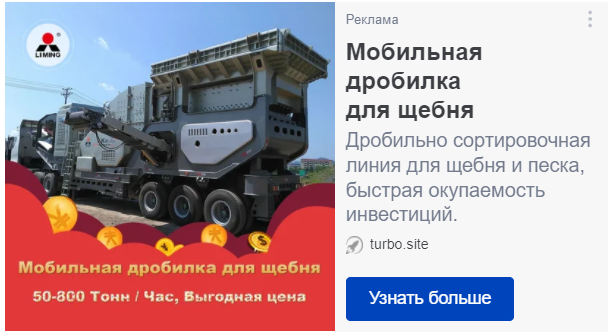 LIMING
Мобильная дробилка для щебня
50-800 Тонн / Час, Выгодная цена
Реклама
Мобильная
дробилка
для щебня
Дробильно сортировочная
линия для щебня и песка,
быстрая окупаемость
инвестиций.
turbo.site
Узнать больше